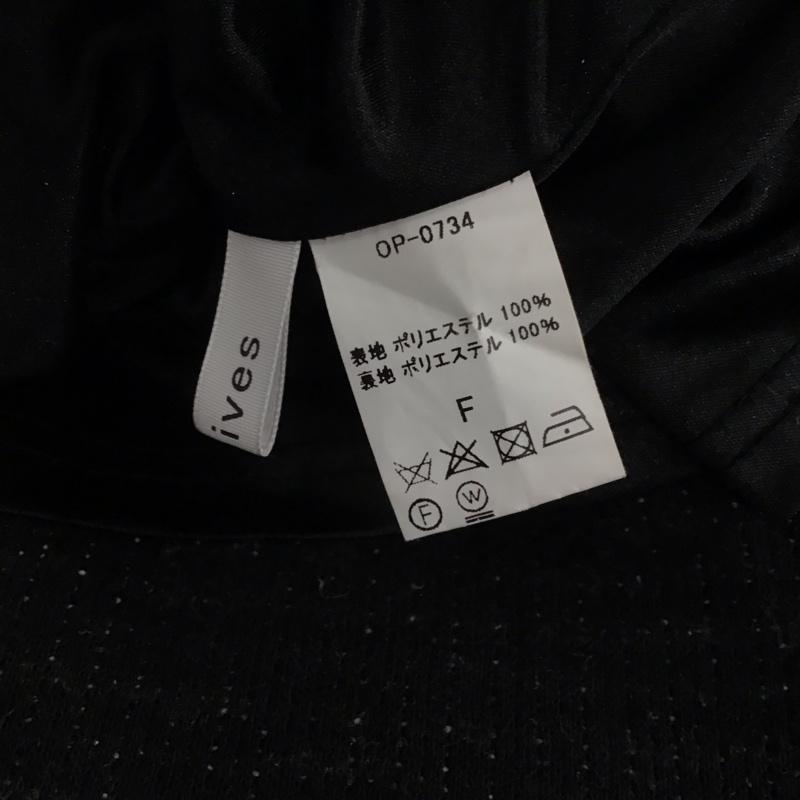 OP-0734
表地 ポリエステル 100%
裏地 ポリエステル 100%
F
F W
ives